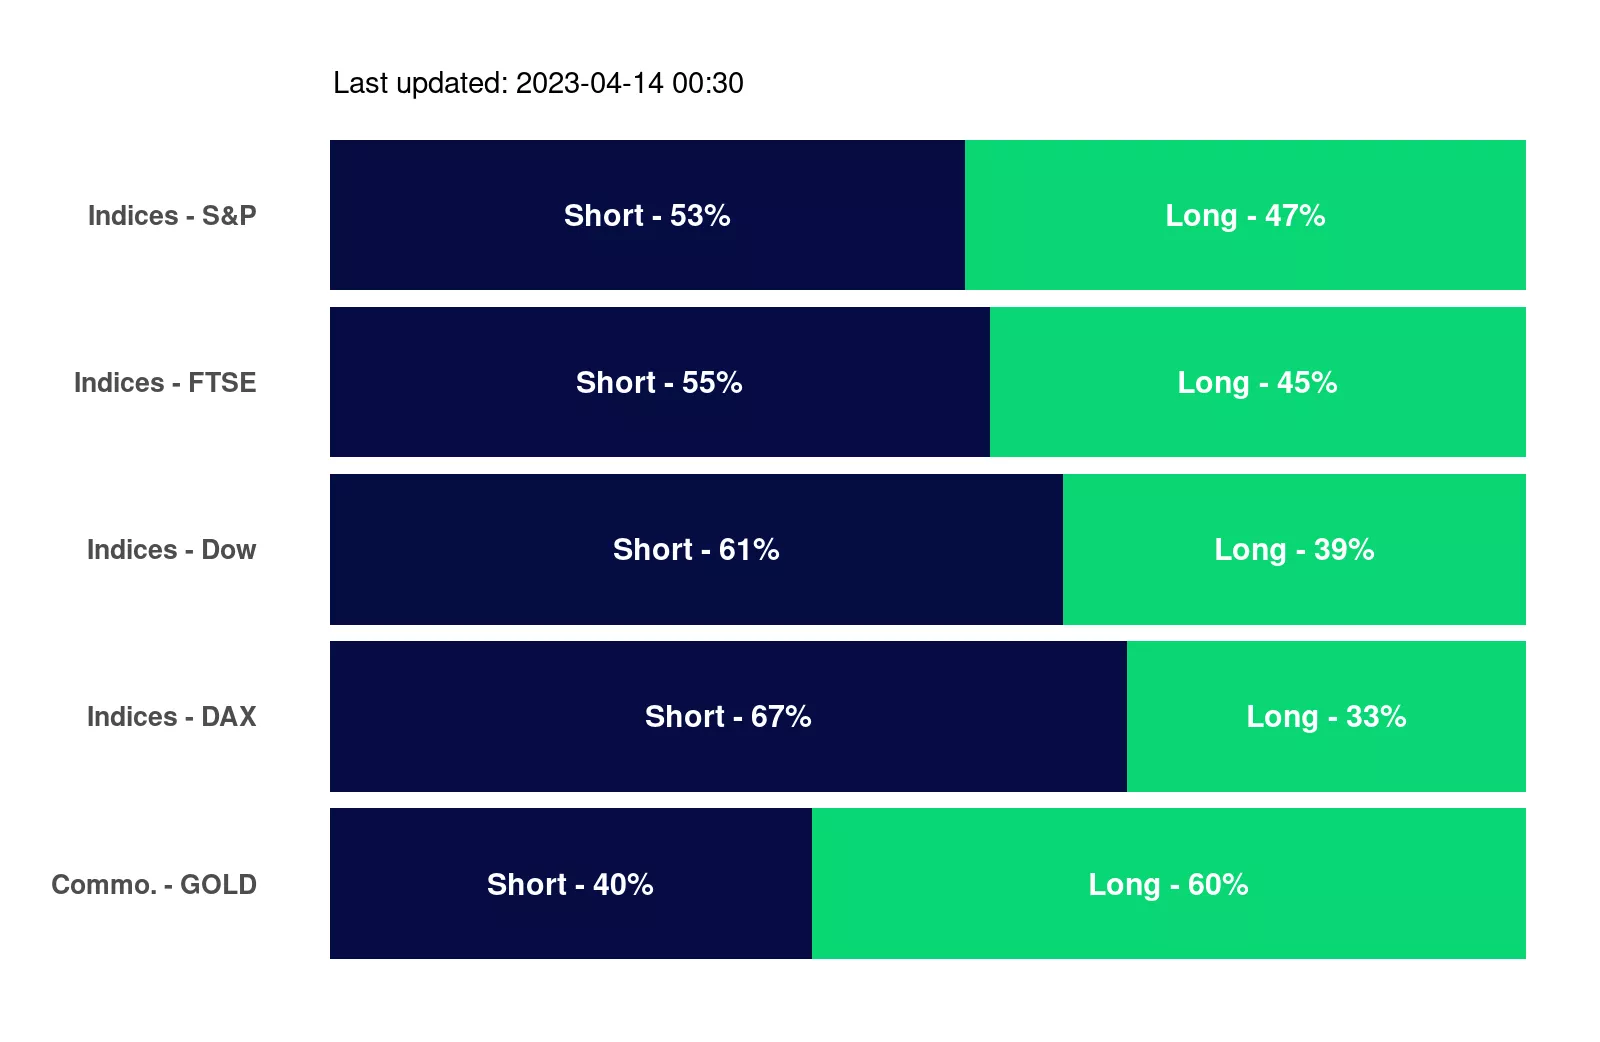 Last updated: 2023-04-14 00:30
Indices - S&P Short - 53% Long - 47%
Indices - FTSE Short - 55% Long - 45%
Indices - Dow Short - 61% Long - 39%
Indices - DAX Short - 67% Long - 33%
Commo. - GOLD Short - 40% Long - 60%